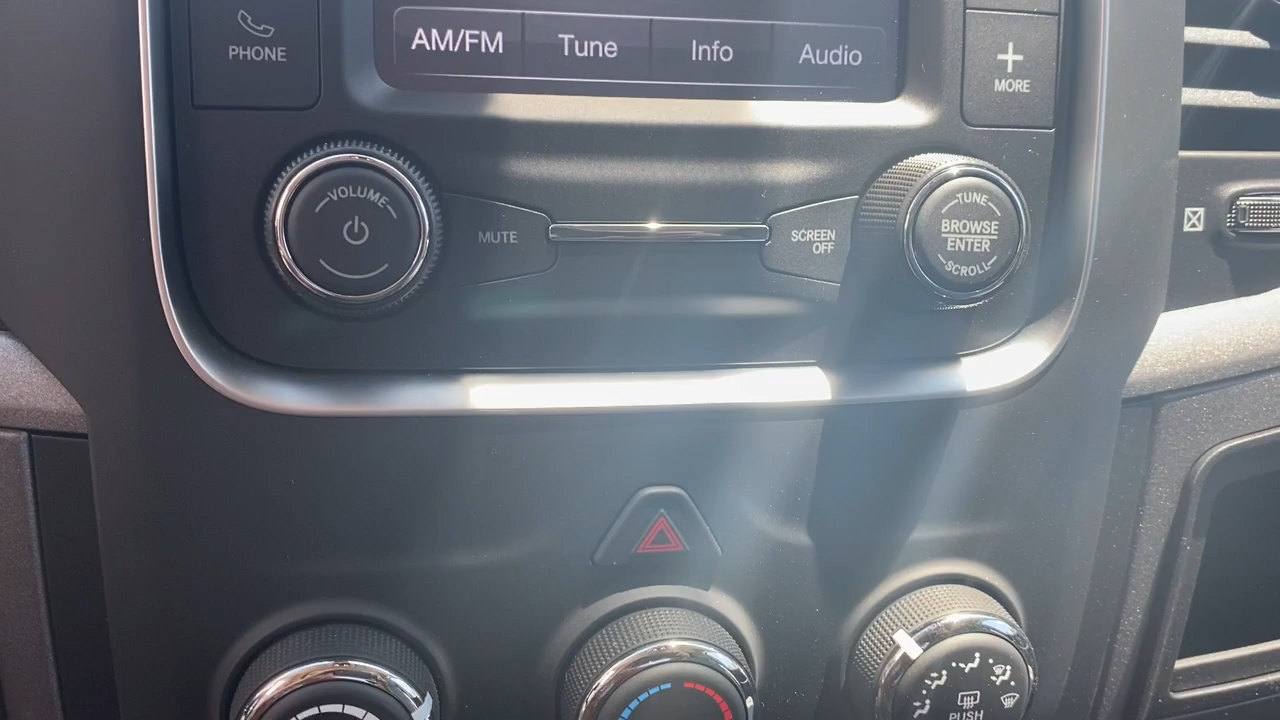 PHONE
AM/FM
Tune
Info
Audio
MORE
VOLUME
MUTE
SCREEN
OFF
TUNE
BROWSE
ENTER
SCROLL
PUSH